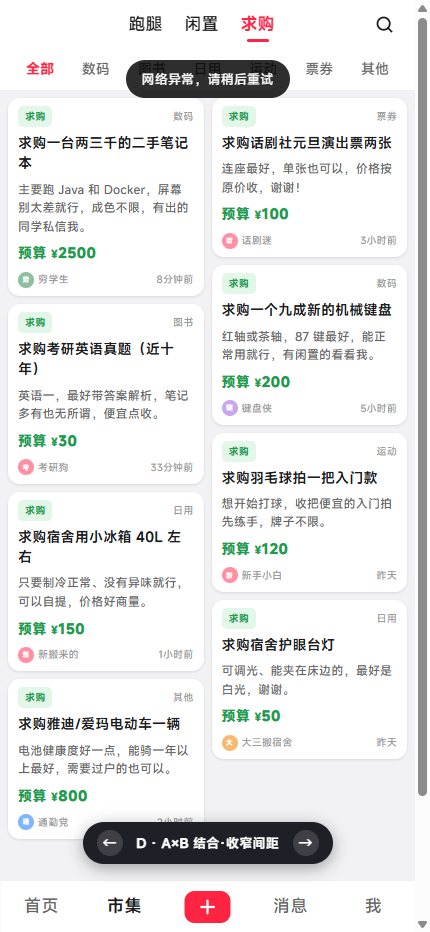 跑腿 闲置 求购
全部 数码 图书 日用 运动 票券 其他
网络异常，请稍后重试
求购 数码
求购一台两三千的二手笔记
本
主要跑 Java 和 Docker，屏幕
别太差就行，成色不限，有出的
同学私信我。
预算 ¥2500
穷 穷学生 8分钟前
求购 图书
求购考研英语真题（近十
年）
英语一，最好带答案解析，笔记
多有也无所谓，便宜点收。
预算 ¥30
考 考研狗 33分钟前
求购 日用
求购宿舍用小冰箱 40L 左
右
只要制冷正常、没有异味就行，
可以自提，价格好商量。
预算 ¥150
新 新搬来的 1小时前
求购 其他
求购雅迪/爱玛电动车一辆
电池健康度好一点，能骑一年以
上最好，需要过户的也可以。
预算 ¥800
通 通勤党 2小时前
求购 票券
求购话剧社元旦演出票两张
连座最好，单张也可以，价格按
原价收，谢谢！
预算 ¥100
话 话剧迷 3小时前
求购 数码
求购一个九成新的机械键盘
红轴或茶轴，87 键最好，能正
常用就行，有闲置的看看我。
预算 ¥200
键 键盘侠 5小时前
求购 运动
求购羽毛球拍一把入门款
想开始打球，收把便宜的入门拍
先练手，牌子不限。
预算 ¥120
新 新手小白 昨天
求购 日用
求购宿舍护眼台灯
可调光、能夹在床边的，最好是
白光，谢谢。
预算 ¥50
大 大三搬宿舍 昨天
← D · A×B 结合·收窄间距 →
首页 市集 + 消息 我